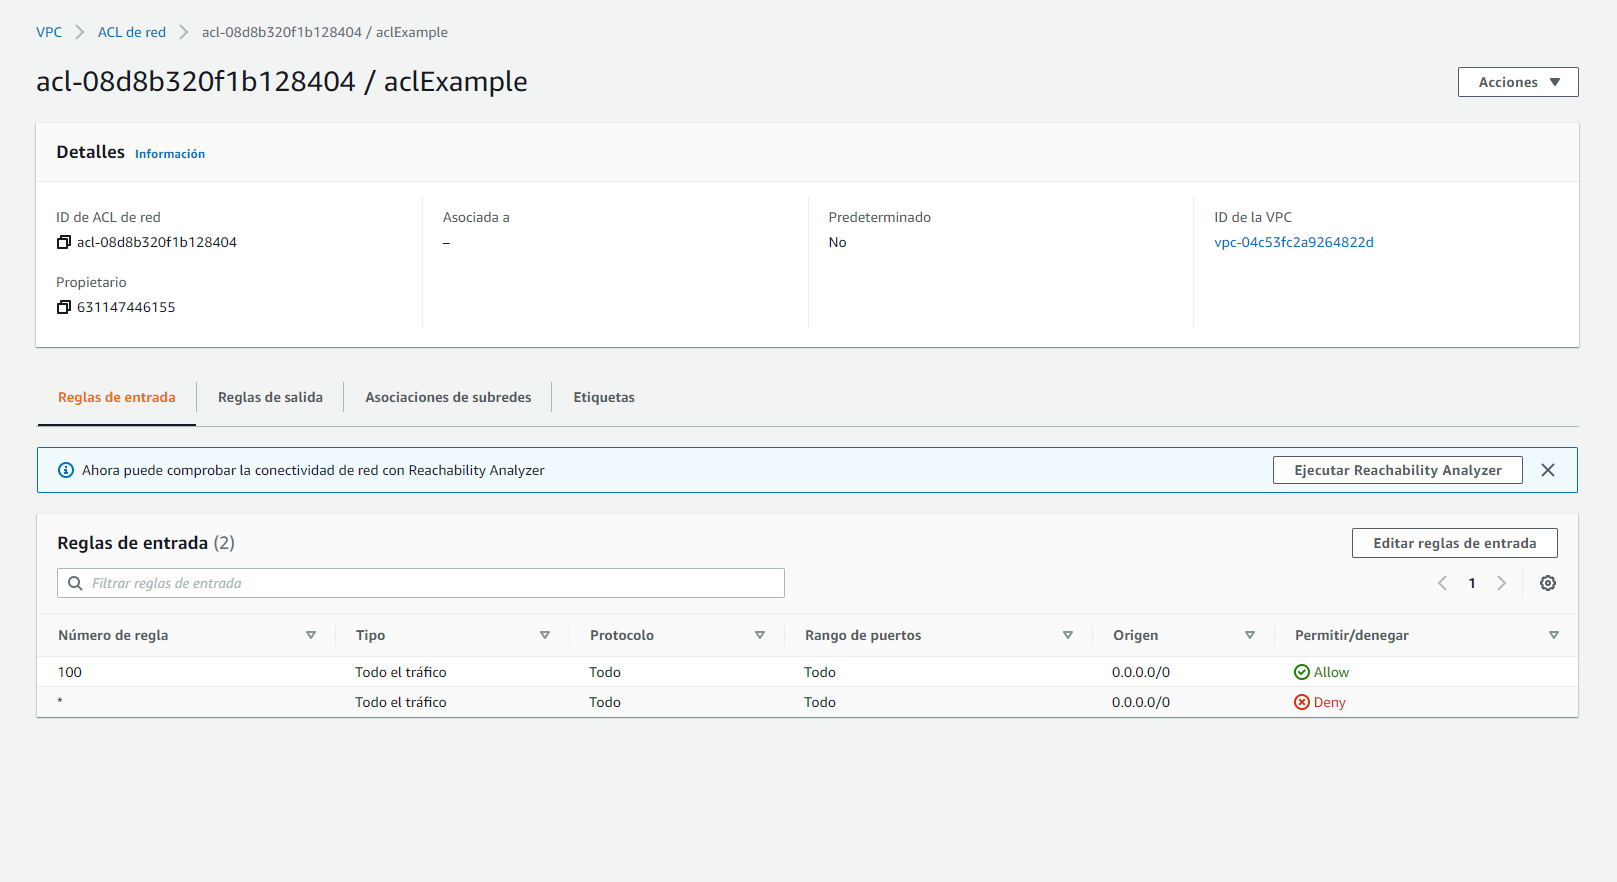 VPC > ACL de red > acl-08d8b320f1b128404 / aclExample
acl-08d8b320f1b128404 / aclExample
Acciones
Detalles Información
ID de ACL de red
acl-08d8b320f1b128404
Propietario
631147446155
Asociada a
–
Predeterminado
No
ID de la VPC
vpc-04c53fc2a9264822d
Reglas de entrada Reglas de salida Asociaciones de subredes Etiquetas
Ahora puede comprobar la conectividad de red con Reachability Analyzer Ejecutar Reachability Analyzer
Reglas de entrada (2) Editar reglas de entrada
Filtrar reglas de entrada 1
Número de regla Tipo Protocolo Rango de puertos Origen Permitir/denegar
100 Todo el tráfico Todo Todo 0.0.0.0/0 Allow
* Todo el tráfico Todo Todo 0.0.0.0/0 Deny